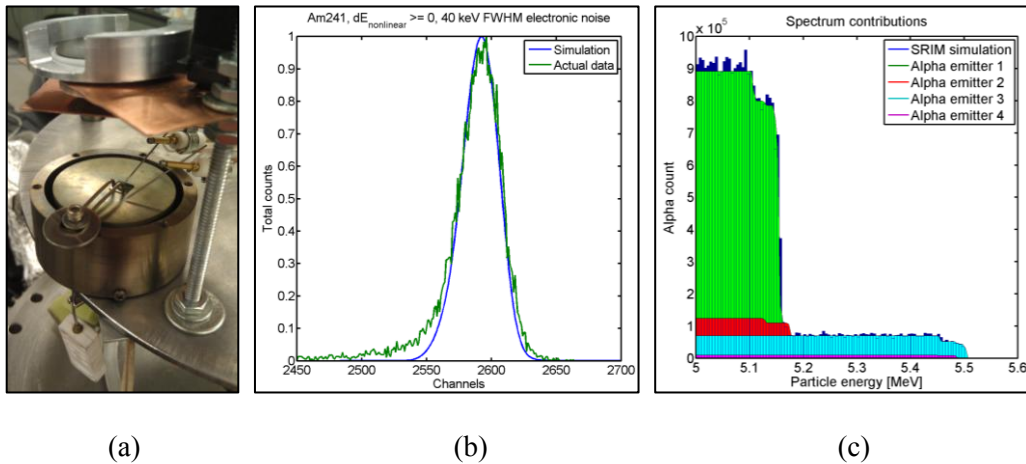 Am241, dE_nonlinear >= 0, 40 keV FWHM electronic noise
Simulation
Actual data
Total counts
1
0.9
0.8
0.7
0.6
0.5
0.4
0.3
0.2
0.1
0
2450 2500 2550 2600 2650 2700
Channels
Spectrum contributions
x 10^5
SRIM simulation
Alpha emitter 1
Alpha emitter 2
Alpha emitter 3
Alpha emitter 4
Alpha count
10
9
8
7
6
5
4
3
2
1
0
5 5.1 5.2 5.3 5.4 5.5 5.6
Particle energy [MeV]
(a) (b) (c)